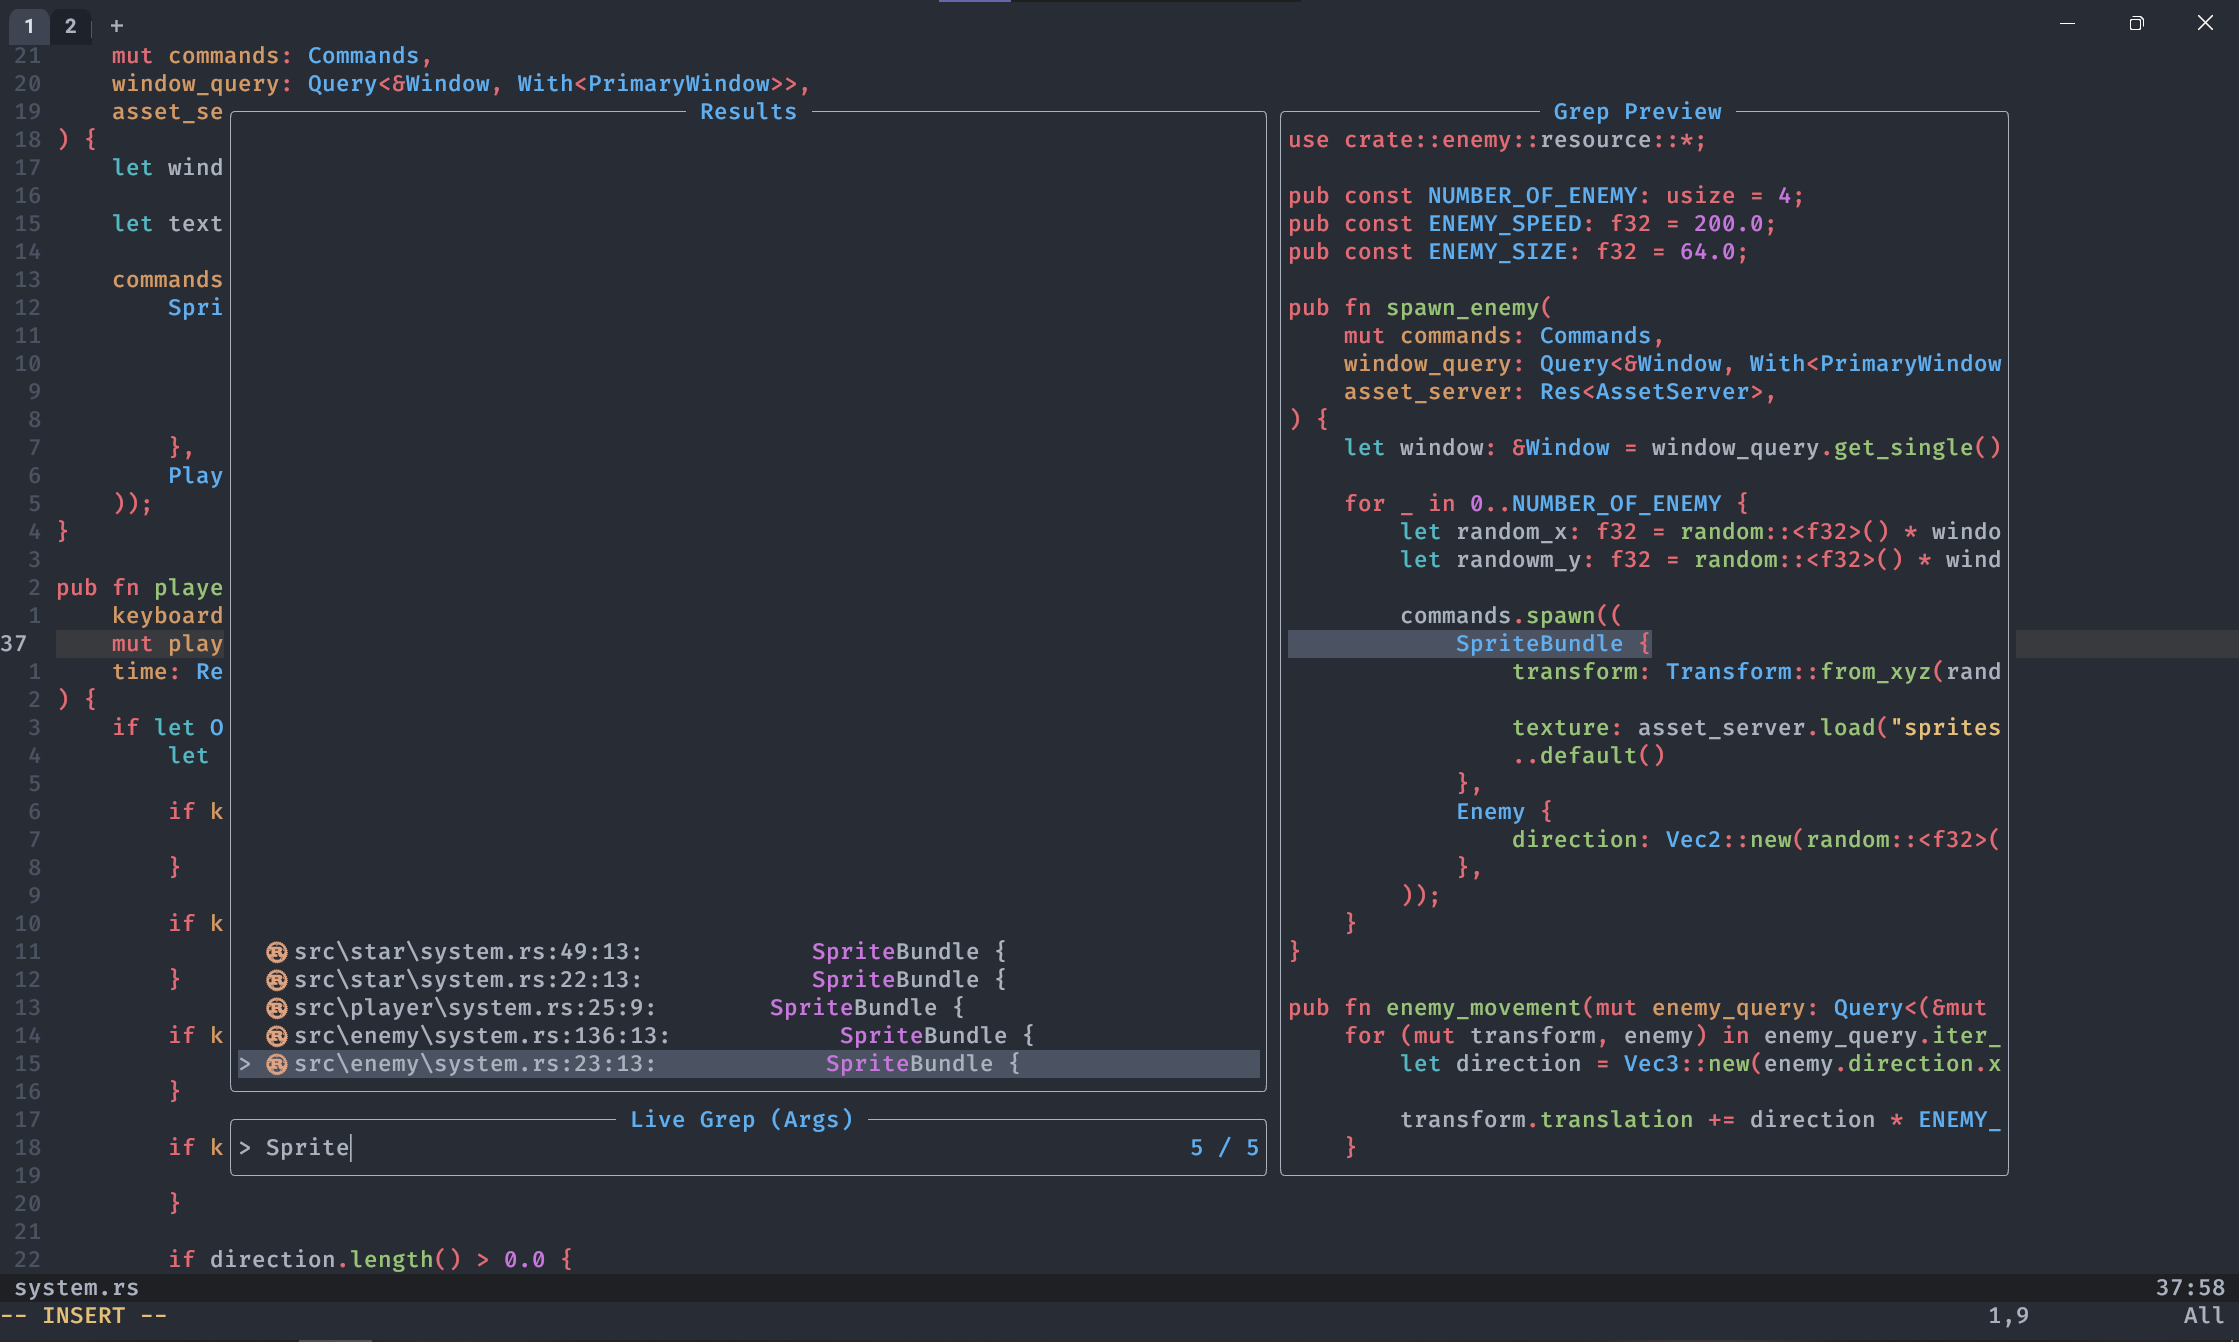 1 2 +
21 mut commands: Commands,
20 window_query: Query<&Window, With<PrimaryWindow>>,
19 asset_se
18 ) {
17 let wind
16
15 let text
14
13 commands
12 Spri
11
10
9
8
7 },
6 Play
5 ));
4 }
3
2 pub fn playe
1 keyboard
37 mut play
1 time: Re
2 ) {
3 if let O
4 let
5
6 if k
7
8 }
9
10 if k
11
12 }
13
14 if k
15
16 }
17
18 if k
19
20 }
21
22 if direction.length() > 0.0 {
Results
src\star\system.rs:49:13: SpriteBundle {
src\star\system.rs:22:13: SpriteBundle {
src\player\system.rs:25:9: SpriteBundle {
src\enemy\system.rs:136:13: SpriteBundle {
> src\enemy\system.rs:23:13: SpriteBundle {
Live Grep (Args)
> Sprite 5 / 5
Grep Preview
use crate::enemy::resource::*;
pub const NUMBER_OF_ENEMY: usize = 4;
pub const ENEMY_SPEED: f32 = 200.0;
pub const ENEMY_SIZE: f32 = 64.0;
pub fn spawn_enemy(
mut commands: Commands,
window_query: Query<&Window, With<PrimaryWindow
asset_server: Res<AssetServer>,
) {
let window: &Window = window_query.get_single()
for _ in 0..NUMBER_OF_ENEMY {
let random_x: f32 = random::<f32>() * windo
let randowm_y: f32 = random::<f32>() * wind
commands.spawn((
SpriteBundle {
transform: Transform::from_xyz(rand
texture: asset_server.load("sprites
..default()
},
Enemy {
direction: Vec2::new(random::<f32>(
},
));
}
}
pub fn enemy_movement(mut enemy_query: Query<(&mut
for (mut transform, enemy) in enemy_query.iter_
let direction = Vec3::new(enemy.direction.x
transform.translation += direction * ENEMY_
}
system.rs 37:58
-- INSERT -- 1,9 All